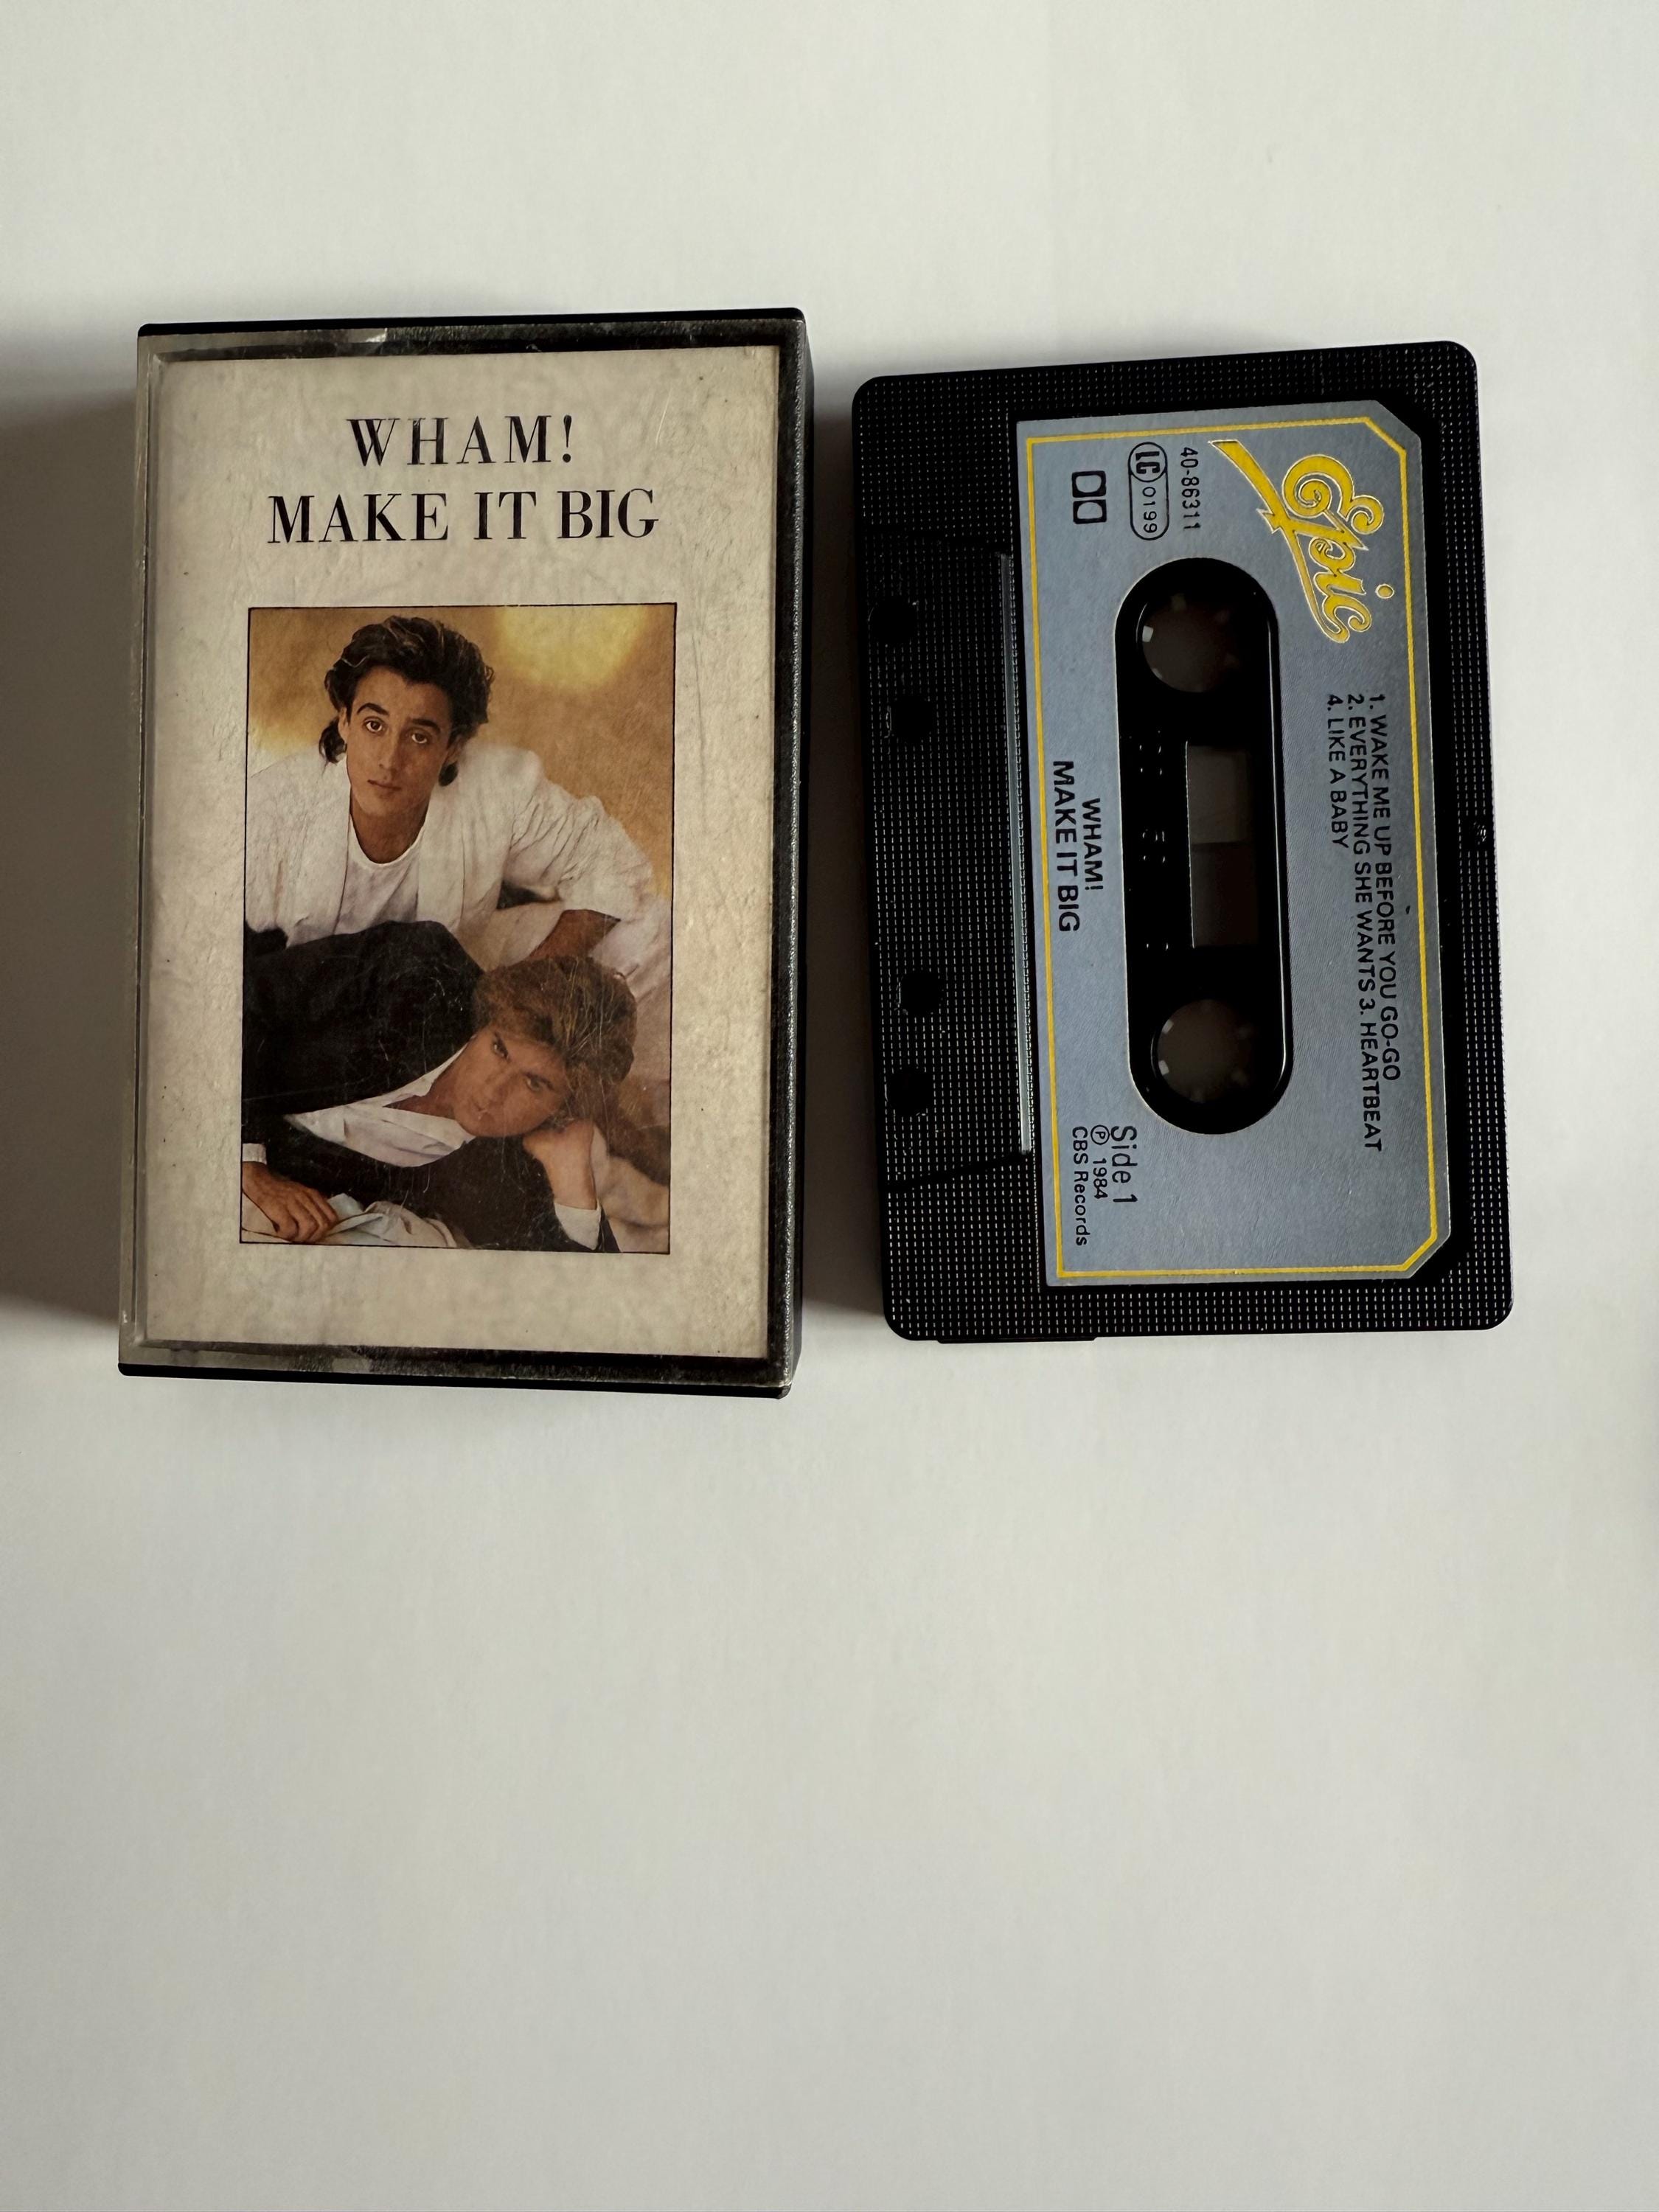 WHAM!
MAKE IT BIG
Epic
1. WAKE ME UP BEFORE YOU GO-GO
2. EVERYTHING SHE WANTS 3. HEARTBEAT
4. LIKE A BABY
40-86311
LC 0199
WHAM!
MAKE IT BIG
Side 1
℗ 1984
CBS Records